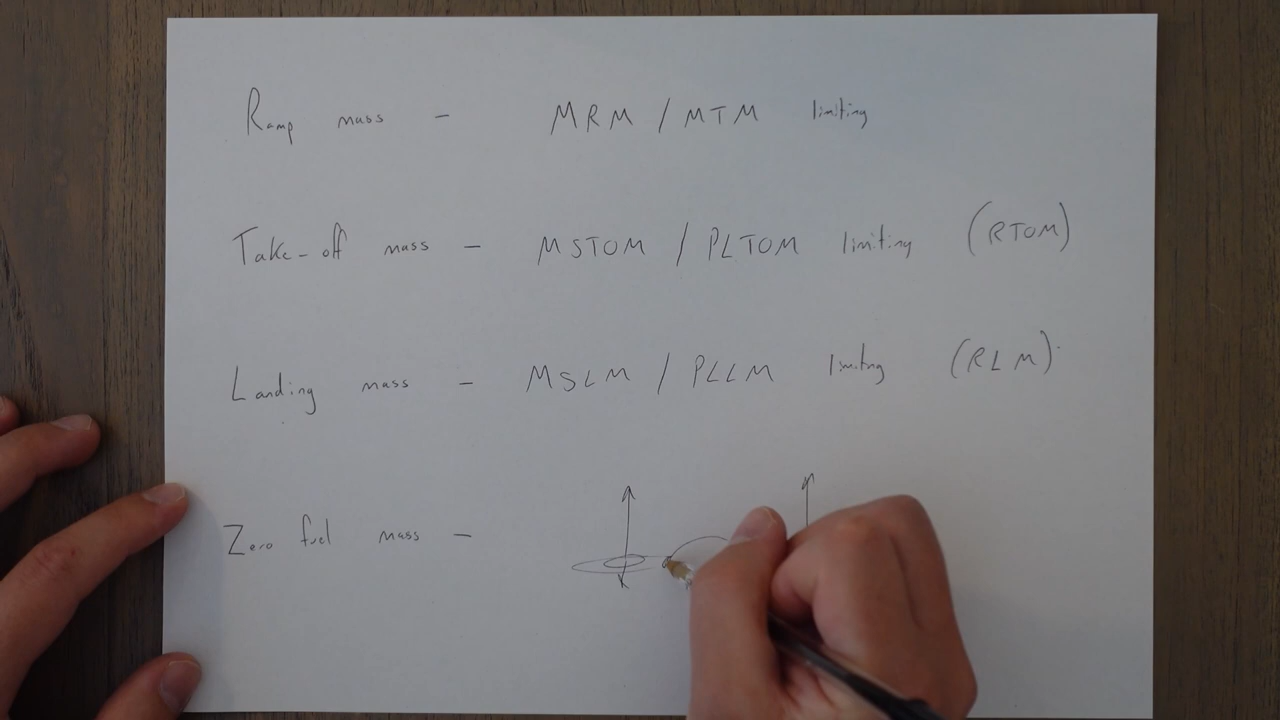 Ramp mass - MRM / MTM limiting
Take-off mass - MSTOM / PLTOM limiting (RTOM)
Landing mass - MSLM / PLLM limitng (RLM)
Zero fuel mass -